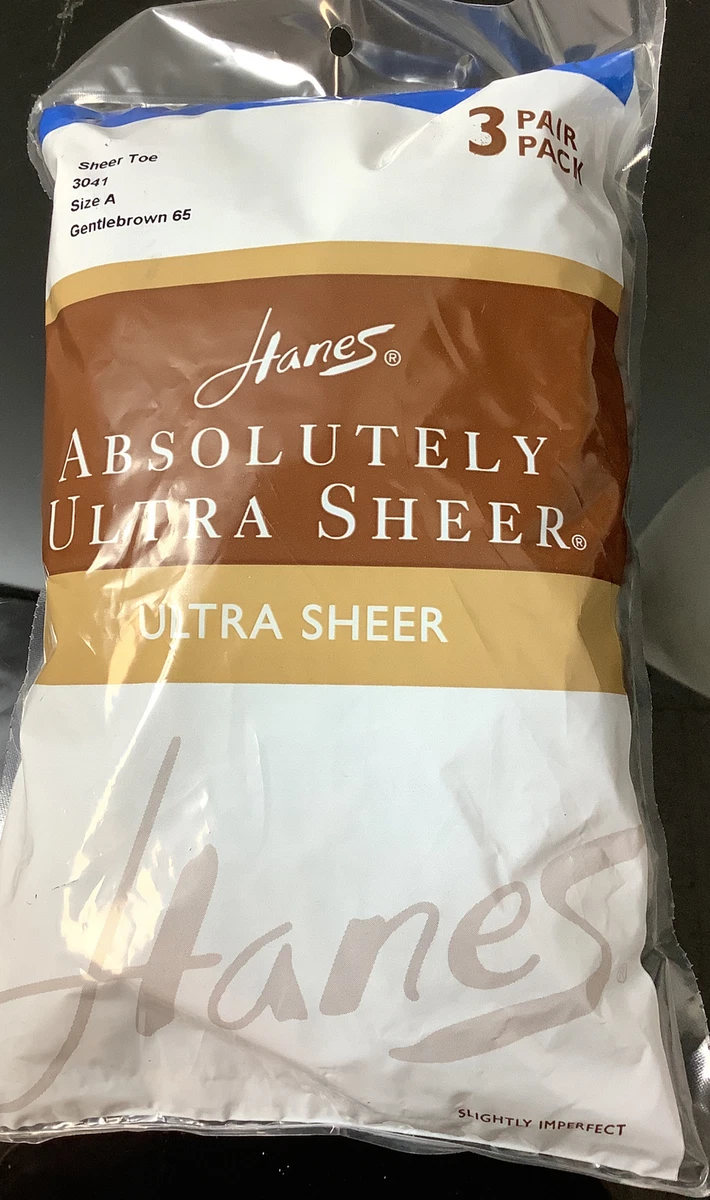 Sheer Toe
3041
Size A
Gentlebrown 65
3 PAIR
PACK
Hanes®
ABSOLUTELY
ULTRA SHEER®
ULTRA SHEER
Hanes®
SLIGHTLY IMPERFECT